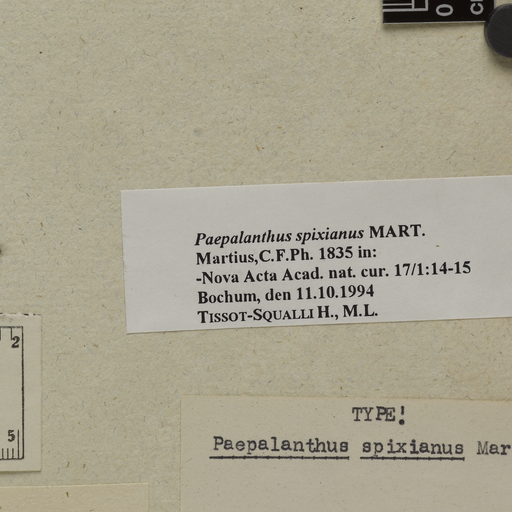 Paepalanthus spixianus MART.
Martius,C.F.Ph. 1835 in:
-Nova Acta Acad. nat. cur. 17/1:14-15
Bochum, den 11.10.1994
TISSOT-SQUALLI H., M.L.
2
5
TYPE!
Paepalanthus spixianus Mar